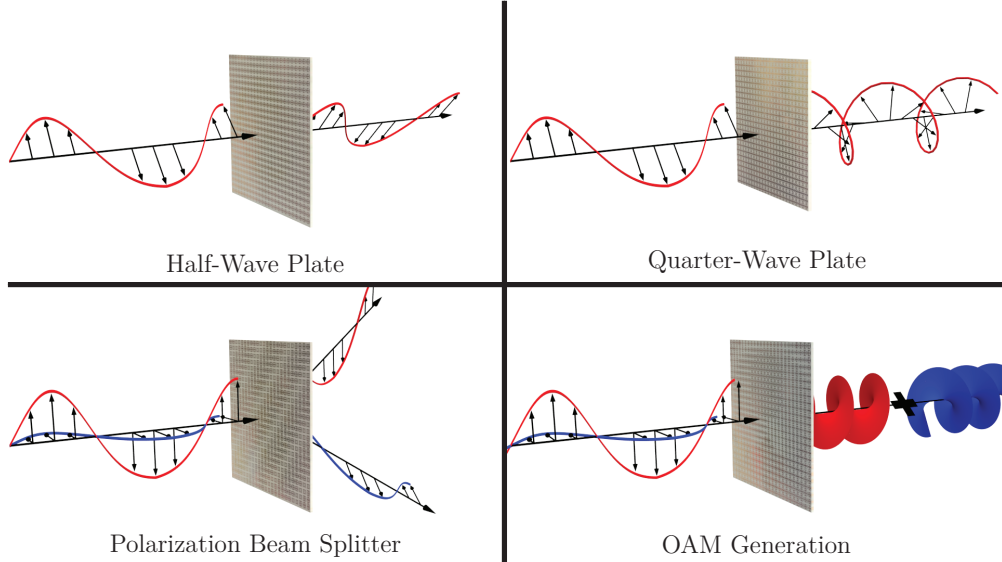 Half-Wave Plate
Quarter-Wave Plate
Polarization Beam Splitter
OAM Generation